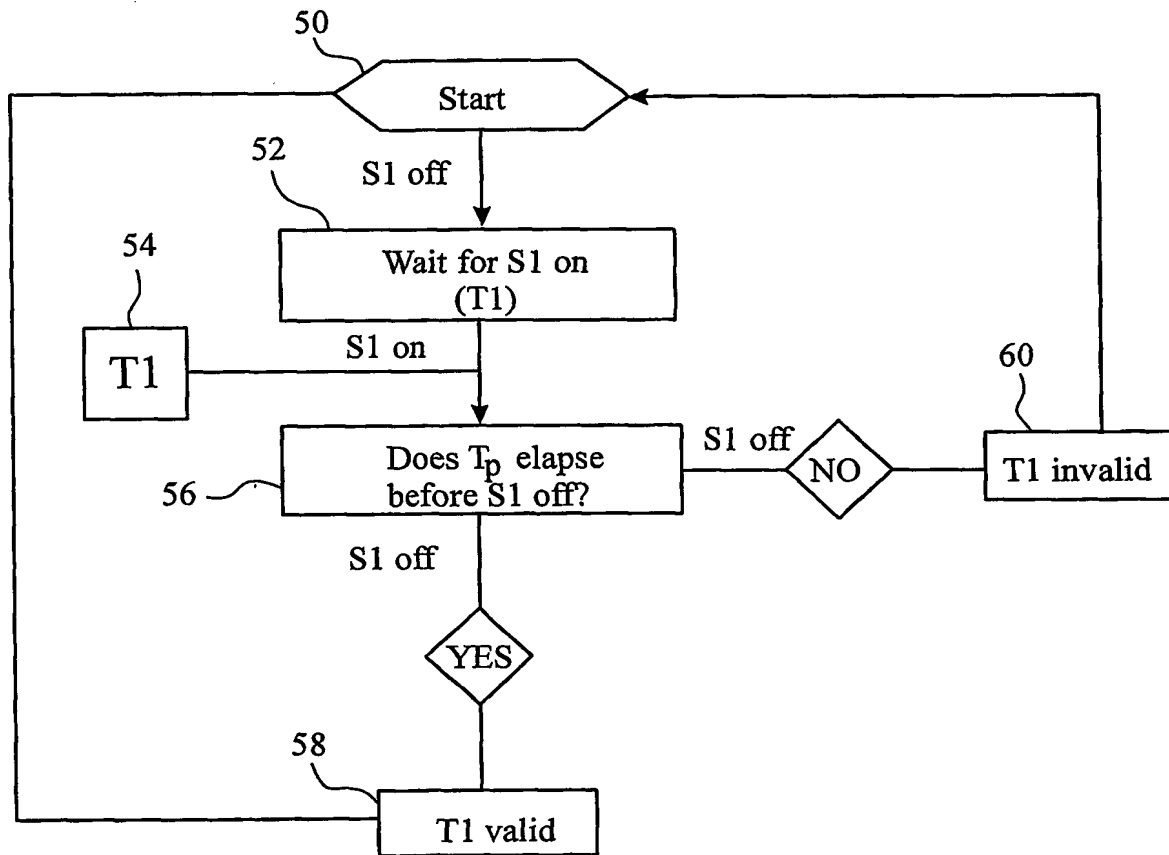 50
Start
S1 off
52
Wait for S1 on
(T1)
54
T1
S1 on
56
Does Tp elapse
before S1 off?
S1 off
NO
60
T1 invalid
S1 off
YES
58
T1 valid